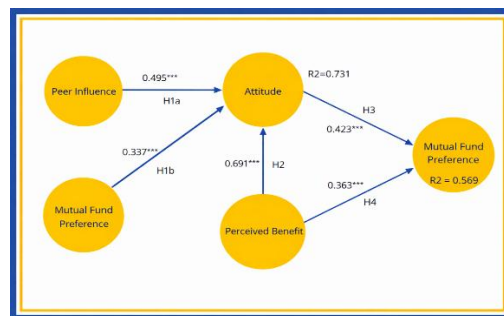 Peer Influence
0.495***
H1a
Attitude
R2=0.731
H3
0.423***
0.337***
H1b
0.691***
H2
Mutual Fund
Preference
R2 = 0.569
Mutual Fund
Preference
Perceived Benefit
0.363***
H4